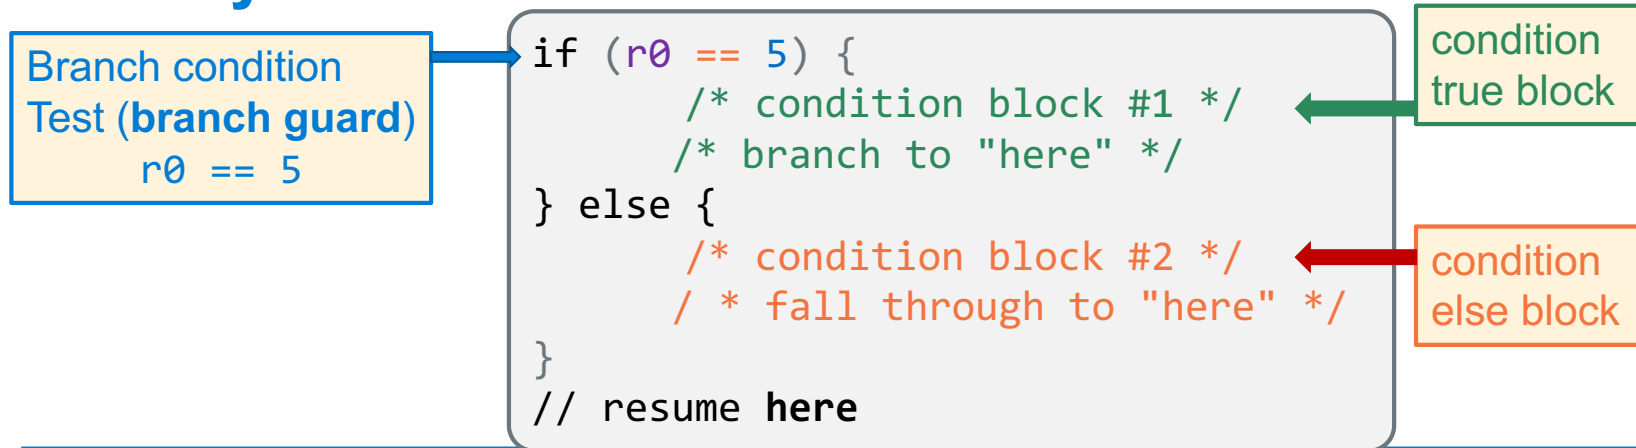 Branch condition
Test (branch guard)
r0 == 5
if (r0 == 5) {
/* condition block #1 */
/* branch to "here" */
} else {
/* condition block #2 */
/ * fall through to "here" */
}
// resume here
condition
true block
condition
else block